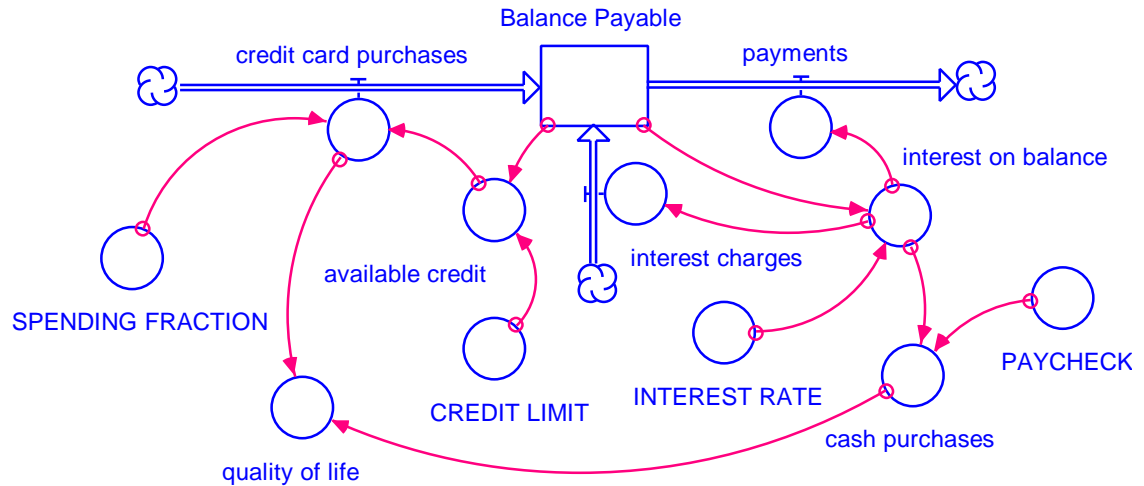 Balance Payable
credit card purchases
payments
interest on balance
available credit
interest charges
SPENDING FRACTION
PAYCHECK
INTEREST RATE
CREDIT LIMIT
cash purchases
quality of life